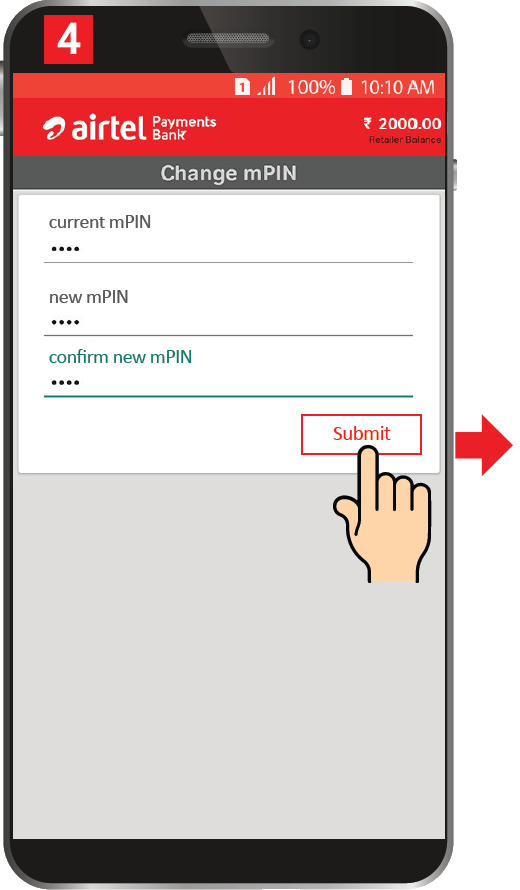 4
1 100% 10:10 AM
airtel Payments Bank
₹ 2000.00
Retailer Balance
Change mPIN
current mPIN
••••
new mPIN
••••
confirm new mPIN
••••
Submit